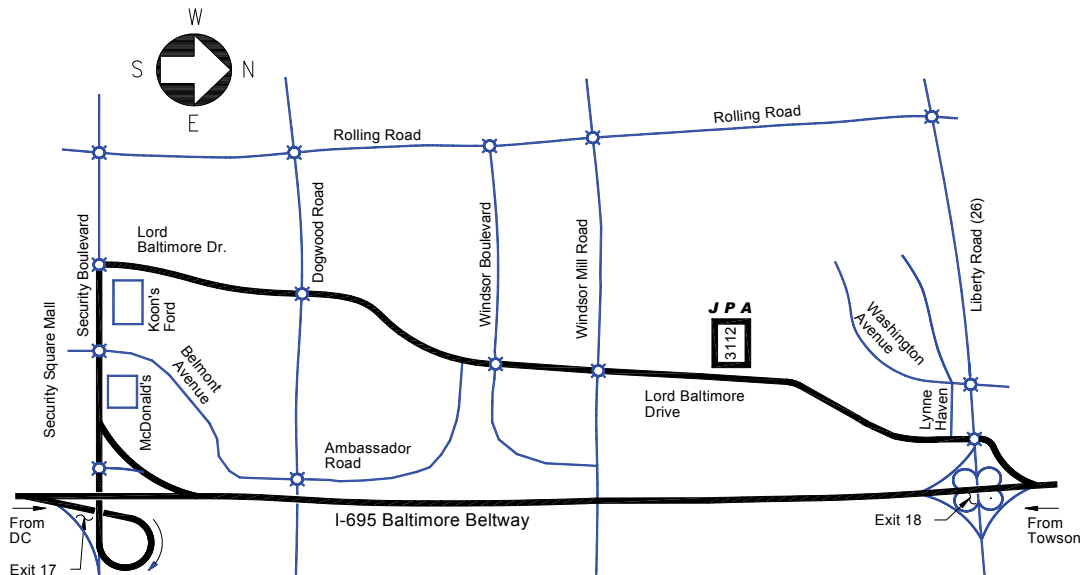 W
S
N
E
Rolling Road
Rolling Road
Lord
Baltimore Dr.
Security Boulevard
Dogwood Road
Windsor Boulevard
Windsor Mill Road
Liberty Road (26)
Koon's
Ford
Security Square Mall
McDonald's
Belmont
Avenue
JPA
3112
Washington
Avenue
Lynne
Haven
Lord Baltimore
Drive
Ambassador
Road
I-695 Baltimore Beltway
From
DC
Exit 17
Exit 18
From
Towson